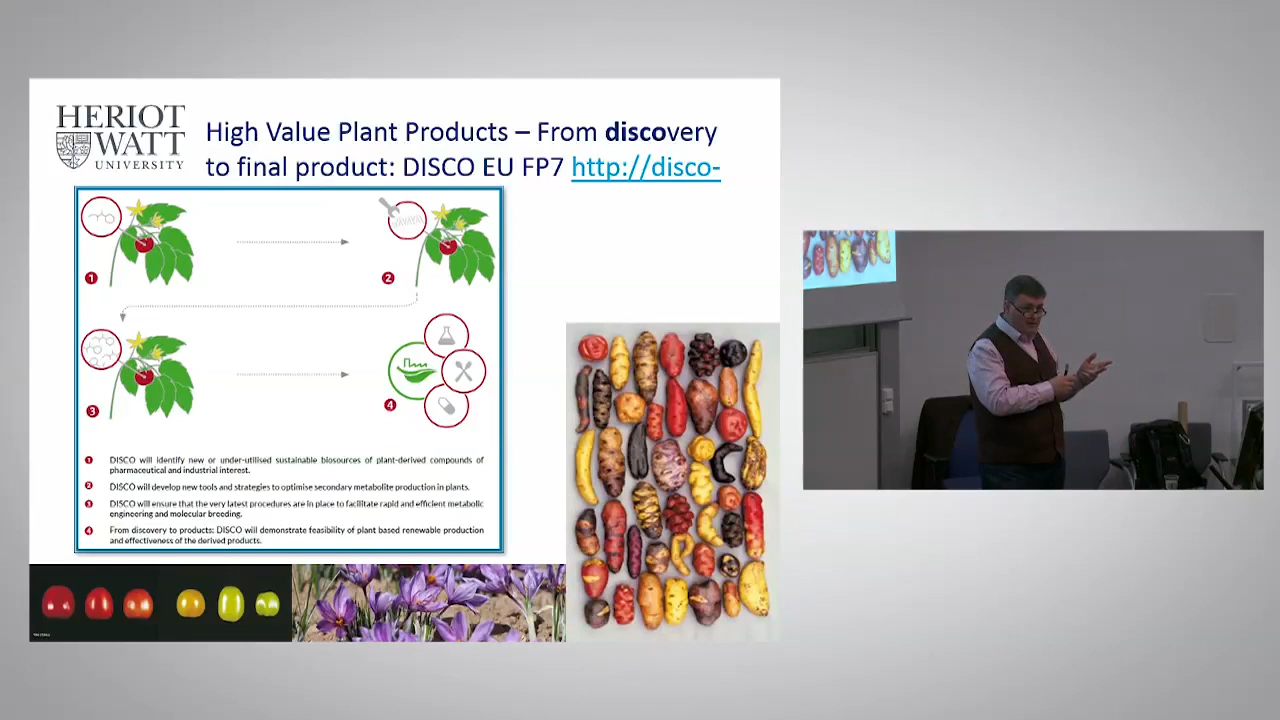 HERIOT
WATT
UNIVERSITY
High Value Plant Products – From discovery
to final product: DISCO EU FP7 http://disco-
1
2
3
4
1 DISCO will identify new or under-utilised sustainable biosources of plant-derived compounds of
pharmaceutical and industrial interest.
2 DISCO will develop new tools and strategies to optimise secondary metabolite production in plants.
3 DISCO will ensure that the very latest procedures are in place to facilitate rapid and efficient metabolic
engineering and molecular breeding.
4 From discovery to products: DISCO will demonstrate feasibility of plant based renewable production
and effectiveness of the derived products.